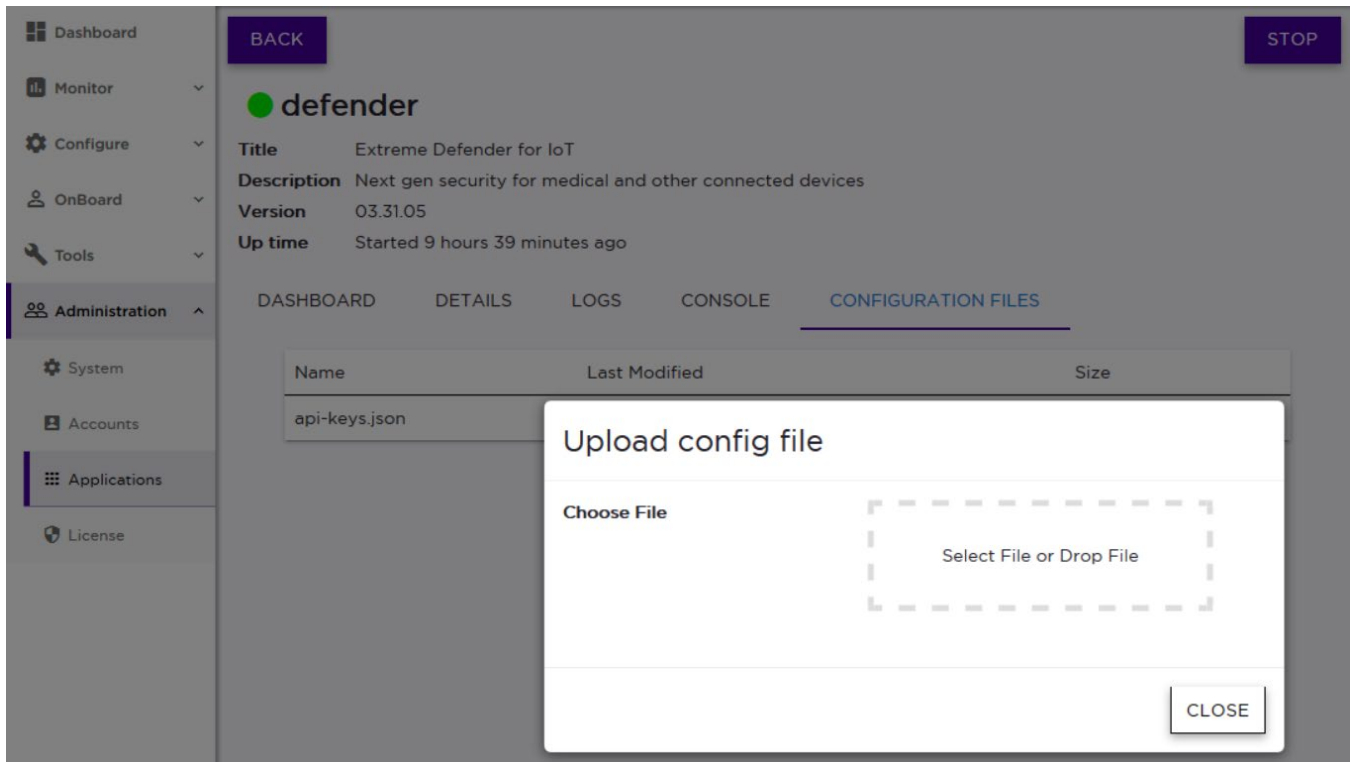 Dashboard
BACK
STOP
Monitor
defender
Configure
Title Extreme Defender for IoT
Description Next gen security for medical and other connected devices
OnBoard
Version 03.31.05
Up time Started 9 hours 39 minutes ago
Tools
DASHBOARD DETAILS LOGS CONSOLE CONFIGURATION FILES
Administration
System
Name Last Modified Size
Accounts
api-keys.json
Upload config file
Applications
Choose File
License
Select File or Drop File
CLOSE